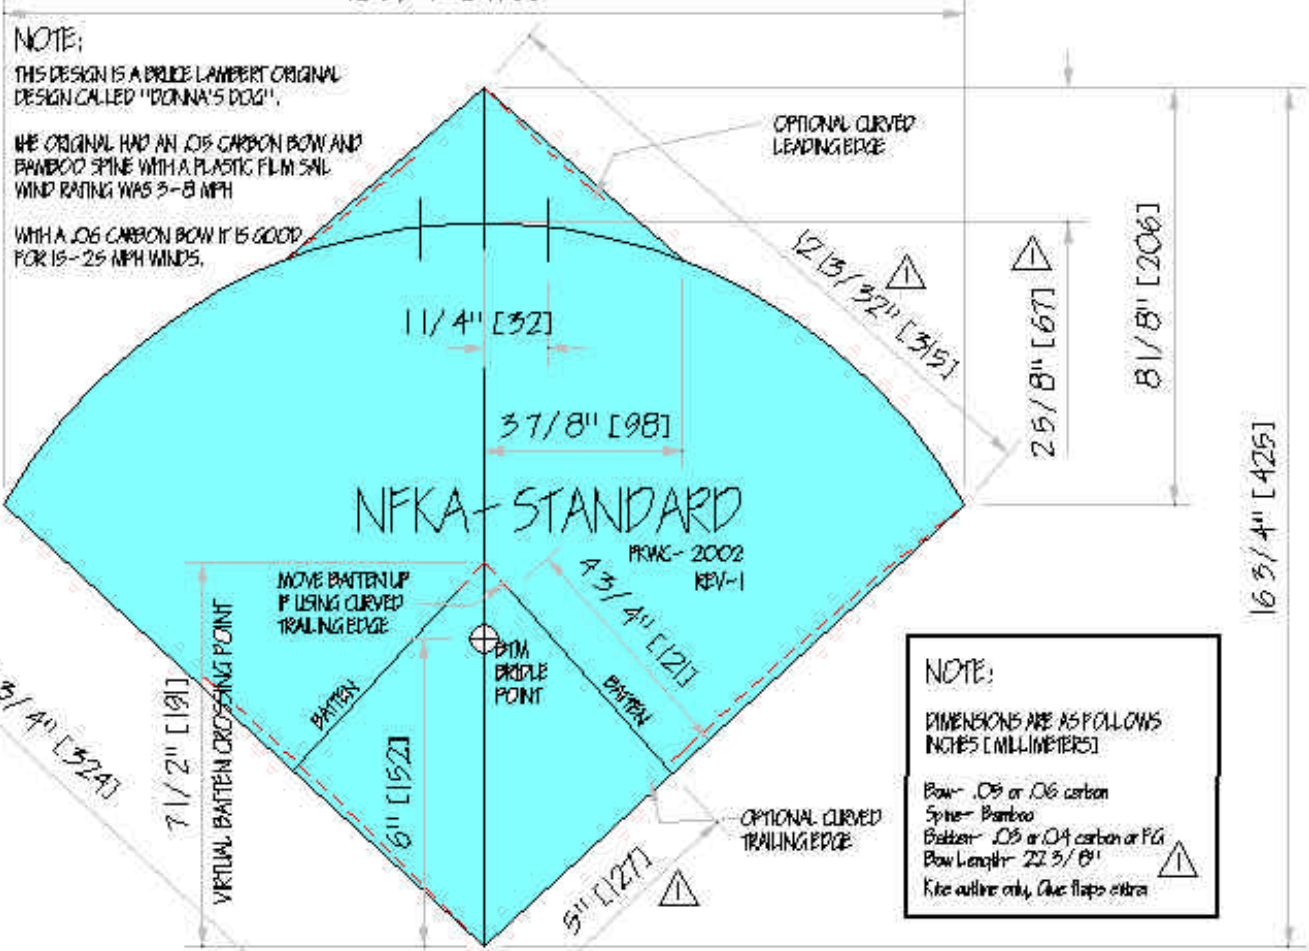 NOTE:
THIS DESIGN IS A BRUCE LAMBERT ORIGINAL
DESIGN CALLED "DONNA'S DOG".
THE ORIGINAL HAD AN .05 CARBON BOW AND
BAMBOO SPINE WITH A PLASTIC FILM SAIL
WIND RATING WAS 3-8 MPH
WITH A .06 CARBON BOW IT IS GOOD
FOR 15-25 MPH WINDS.
OPTIONAL CURVED
LEADING EDGE
12 13/32" [315]
2 5/8" [67]
8 1/8" [206]
16 3/4" [425]
1 1/4" [32]
3 7/8" [98]
NFKA-STANDARD
2002
REV-1
MOVE BATTEN UP
IF USING CURVED
TRAILING EDGE
4 3/4" [121]
BTM
BRIDLE
POINT
BATTEN
BATTEN
7 1/2" [191]
VIRTUAL BATTEN CROSSING POINT
6" [152]
3/4" [324]
5" [127]
OPTIONAL CURVED
TRAILING EDGE
NOTE:
DIMENSIONS ARE AS FOLLOWS
INCHES [MILLIMETERS]
Bow- .05 or .06 carbon
Spine- Bamboo
Batten- .03 or .04 carbon or FG
Bow Length- 22 3/8"
Kite outline only, Glue flaps extra